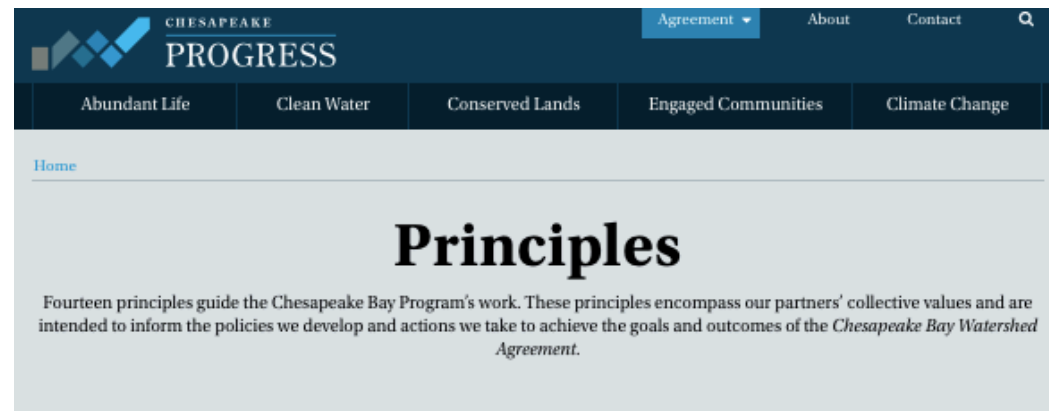 CHESAPEAKE
PROGRESS
Agreement
About
Contact
Abundant Life
Clean Water
Conserved Lands
Engaged Communities
Climate Change
Home
Principles
Fourteen principles guide the Chesapeake Bay Program's work. These principles encompass our partners' collective values and are
intended to inform the policies we develop and actions we take to achieve the goals and outcomes of the Chesapeake Bay Watershed
Agreement.